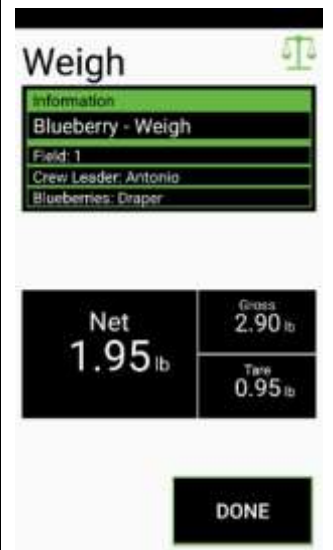 Weigh
Information
Blueberry - Weigh
Field: 1
Crew Leader: Antonio
Blueberries: Draper
Net
1.95 lb
Gross
2.90 lb
Tare
0.95 lb
DONE